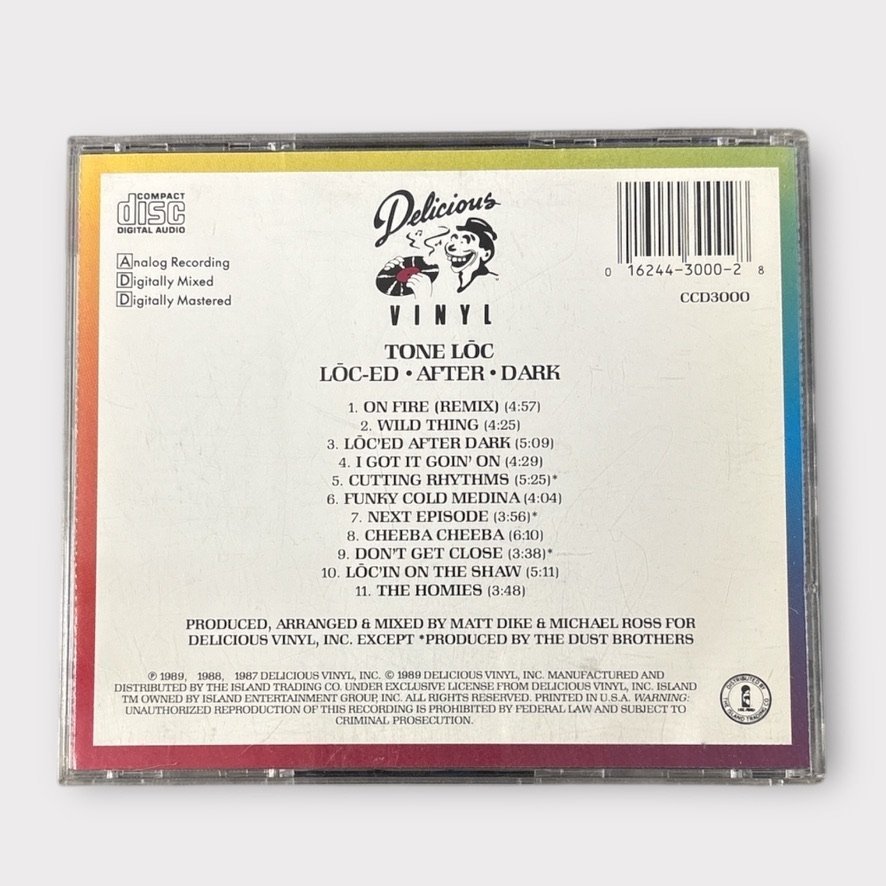 COMPACT
disc
DIGITAL AUDIO
Analog Recording
Digitally Mixed
Digitally Mastered
Delicious
VINYL
0 16244-3000-2 8
CCD3000
TONE LŌC
LŌC-ED • AFTER • DARK
1. ON FIRE (REMIX) (4:57)
2. WILD THING (4:25)
3. LŌC'ED AFTER DARK (5:09)
4. I GOT IT GOIN' ON (4:29)
5. CUTTING RHYTHMS (5:25)*
6. FUNKY COLD MEDINA (4:04)
7. NEXT EPISODE (3:56)*
8. CHEEBA CHEEBA (6:10)
9. DON'T GET CLOSE (3:38)*
10. LŌC'IN ON THE SHAW (5:11)
11. THE HOMIES (3:48)
PRODUCED, ARRANGED & MIXED BY MATT DIKE & MICHAEL ROSS FOR
DELICIOUS VINYL, INC. EXCEPT *PRODUCED BY THE DUST BROTHERS
℗ 1989, 1988, 1987 DELICIOUS VINYL, INC. © 1989 DELICIOUS VINYL, INC. MANUFACTURED AND
DISTRIBUTED BY THE ISLAND TRADING CO. UNDER EXCLUSIVE LICENSE FROM DELICIOUS VINYL, INC. ISLAND
TM OWNED BY ISLAND ENTERTAINMENT GROUP, INC. ALL RIGHTS RESERVED. WARNING:
UNAUTHORIZED REPRODUCTION OF THIS RECORDING IS PROHIBITED BY FEDERAL LAW AND SUBJECT TO
CRIMINAL PROSECUTION. PRINTED IN U.S.A.
DISTRIBUTED BY
THE ISLAND TRADING CO